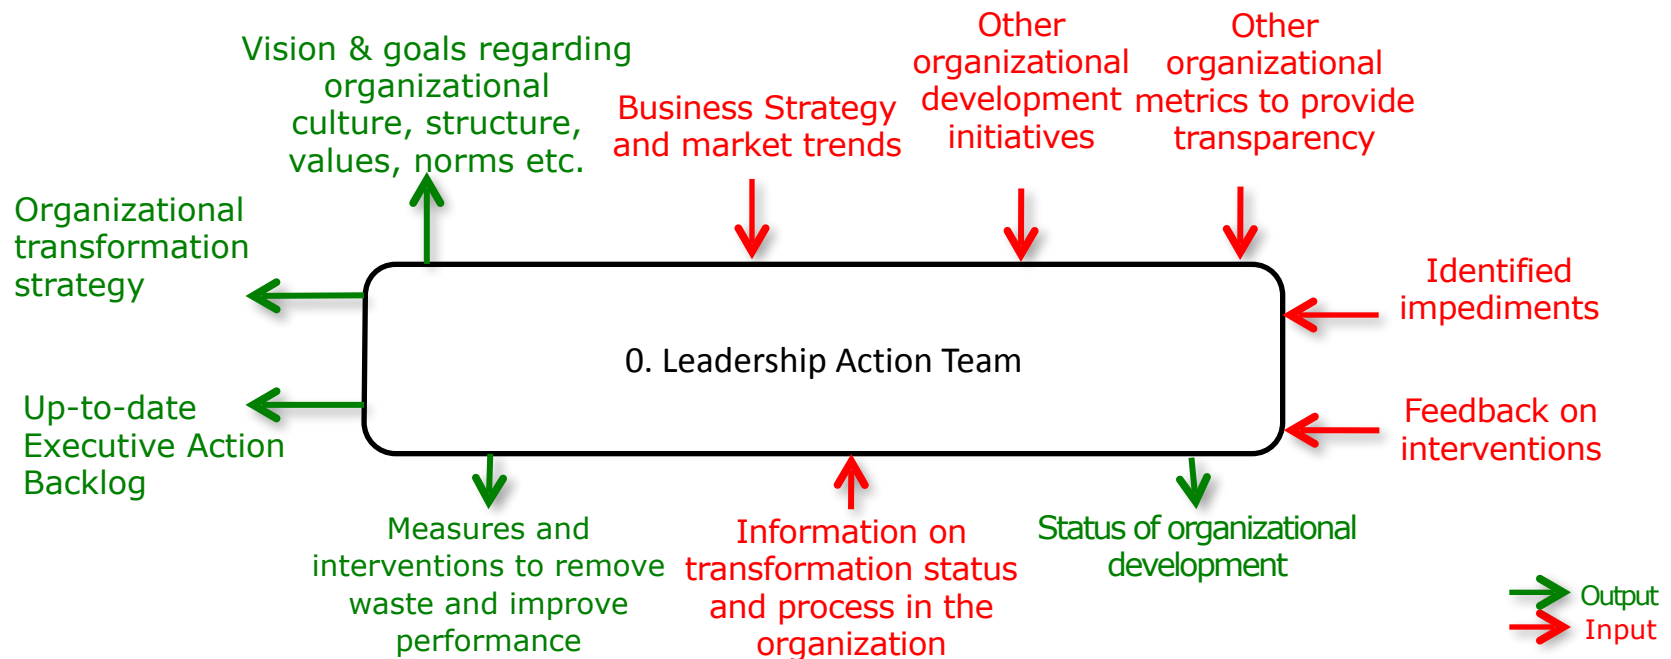 Vision & goals regarding
organizational
culture, structure,
values, norms etc.
Business Strategy
and market trends
Other
organizational
development
initiatives
Other
organizational
metrics to provide
transparency
Organizational
transformation
strategy
Identified
impediments
0. Leadership Action Team
Up-to-date
Executive Action
Backlog
Feedback on
interventions
Measures and
interventions to remove
waste and improve
performance
Information on
transformation status
and process in the
organization
Status of organizational
development
Output
Input